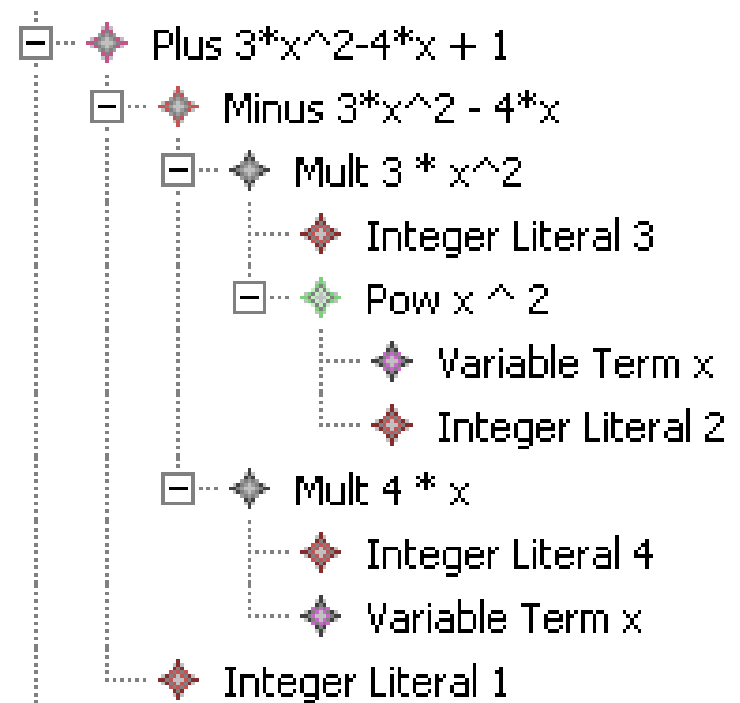 Plus 3*x^2-4*x + 1
Minus 3*x^2 - 4*x
Mult 3 * x^2
Integer Literal 3
Pow x ^ 2
Variable Term x
Integer Literal 2
Mult 4 * x
Integer Literal 4
Variable Term x
Integer Literal 1